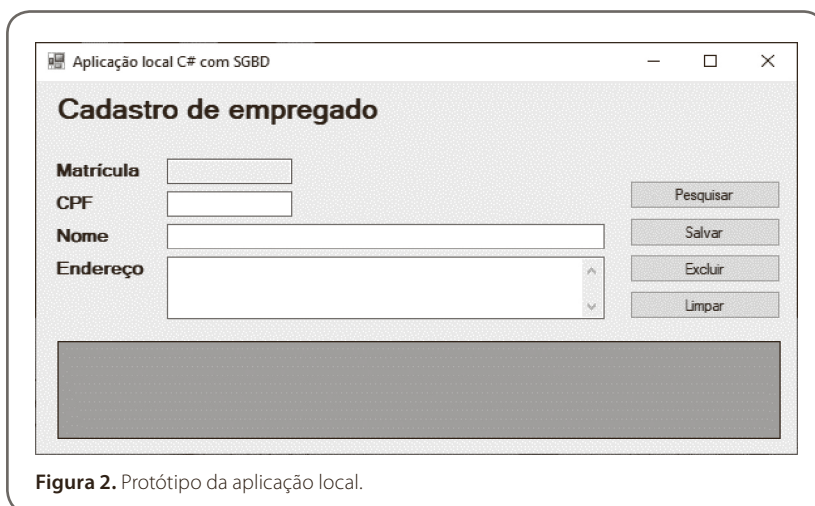 Aplicação local C# com SGBD
Cadastro de empregado
Matrícula
CPF
Nome
Endereço
Pesquisar
Salvar
Excluir
Limpar
Figura 2. Protótipo da aplicação local.